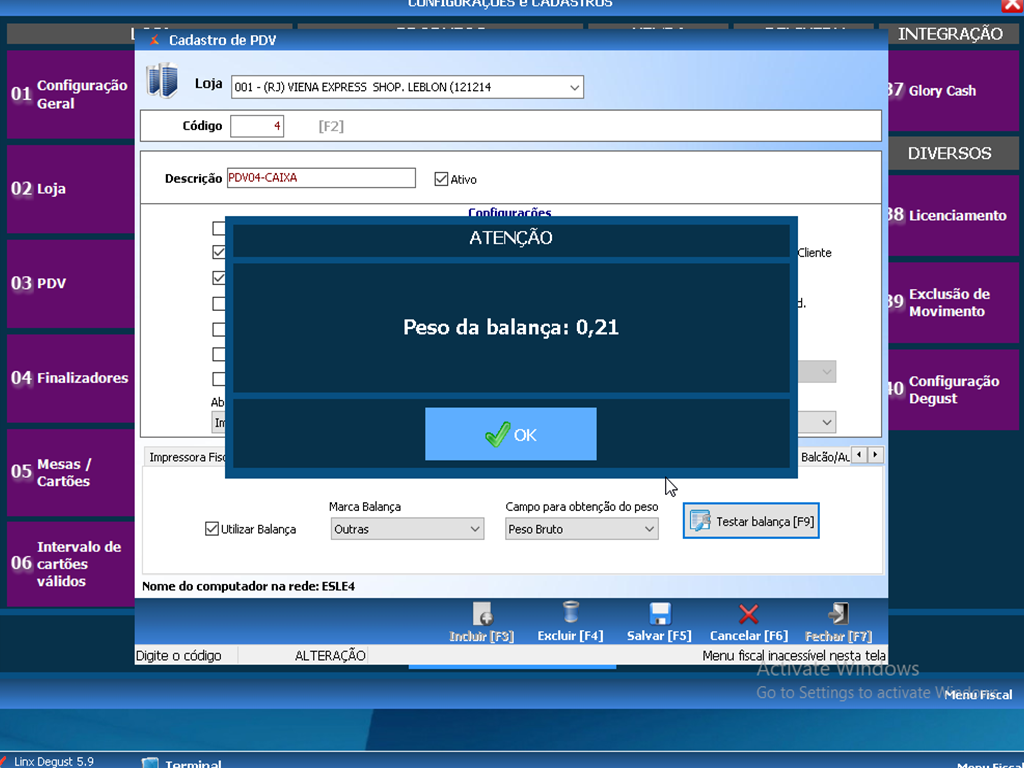 CONFIGURAÇÕES e CADASTROS
INTEGRAÇÃO
Cadastro de PDV
01 Configuração
Geral
Loja 001 - (RJ) VIENA EXPRESS SHOP. LEBLON (121214
37 Glory Cash
Código 4 [F2]
DIVERSOS
02 Loja
Descrição PDV04-CAIXA Ativo
38 Licenciamento
Configurações
ATENÇÃO
Cliente
03 PDV
d.
39 Exclusão de
Movimento
Peso da balança: 0,21
04 Finalizadores
40 Configuração
Degust
Ab
OK
05 Mesas /
Cartões
Impressora Fisc
Balcão/Au
Marca Balança
Campo para obtenção do peso
Utilizar Balança
Outras
Peso Bruto
Testar balança [F9]
06 Intervalo de
cartões
válidos
Nome do computador na rede: ESLE4
Incluir [F3] Excluir [F4] Salvar [F5] Cancelar [F6] Fechar [F7]
Digite o código ALTERAÇÃO Menu fiscal inacessível nesta tela
Activate Windows
Go to Settings to activate Windows.
Menu Fiscal
Linx Degust 5.9 Terminal Menu Fiscal